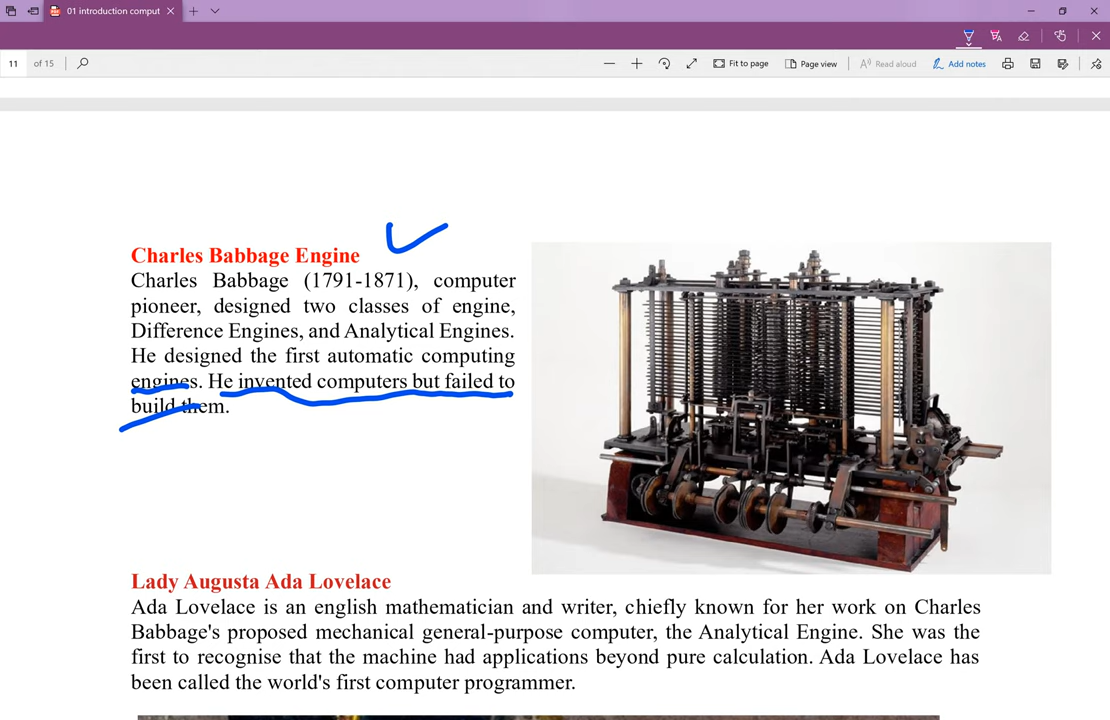 01 introduction comput
11 of 15
Fit to page
Page view
Read aloud
Add notes
Charles Babbage Engine
Charles Babbage (1791-1871), computer
pioneer, designed two classes of engine,
Difference Engines, and Analytical Engines.
He designed the first automatic computing
engines. He invented computers but failed to
build them.
Lady Augusta Ada Lovelace
Ada Lovelace is an english mathematician and writer, chiefly known for her work on Charles
Babbage's proposed mechanical general-purpose computer, the Analytical Engine. She was the
first to recognise that the machine had applications beyond pure calculation. Ada Lovelace has
been called the world's first computer programmer.